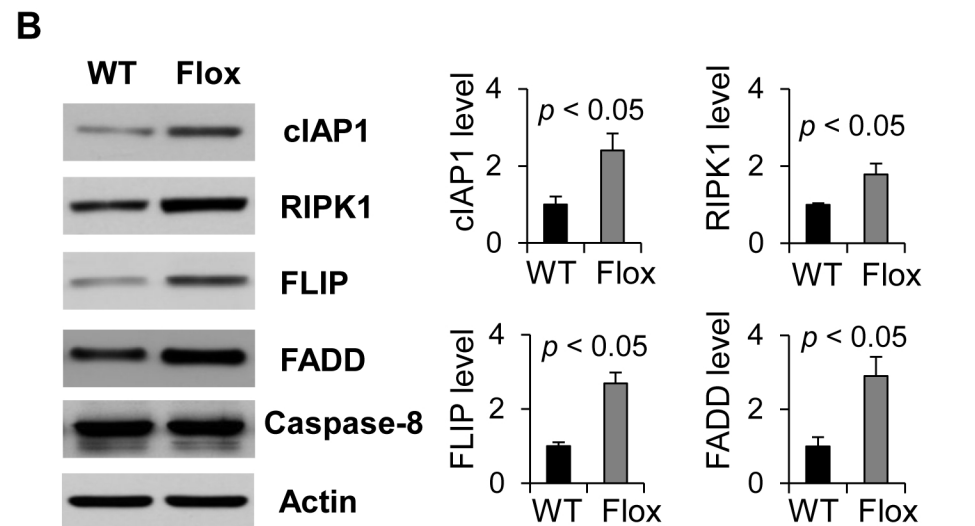 B
WT Flox
cIAP1
RIPK1
FLIP
FADD
Caspase-8
Actin
cIAP1 level
4
2
0
p < 0.05
WT Flox
RIPK1 level
4
2
0
p < 0.05
WT Flox
FLIP level
4
2
0
p < 0.05
WT Flox
FADD level
4
2
0
p < 0.05
WT Flox